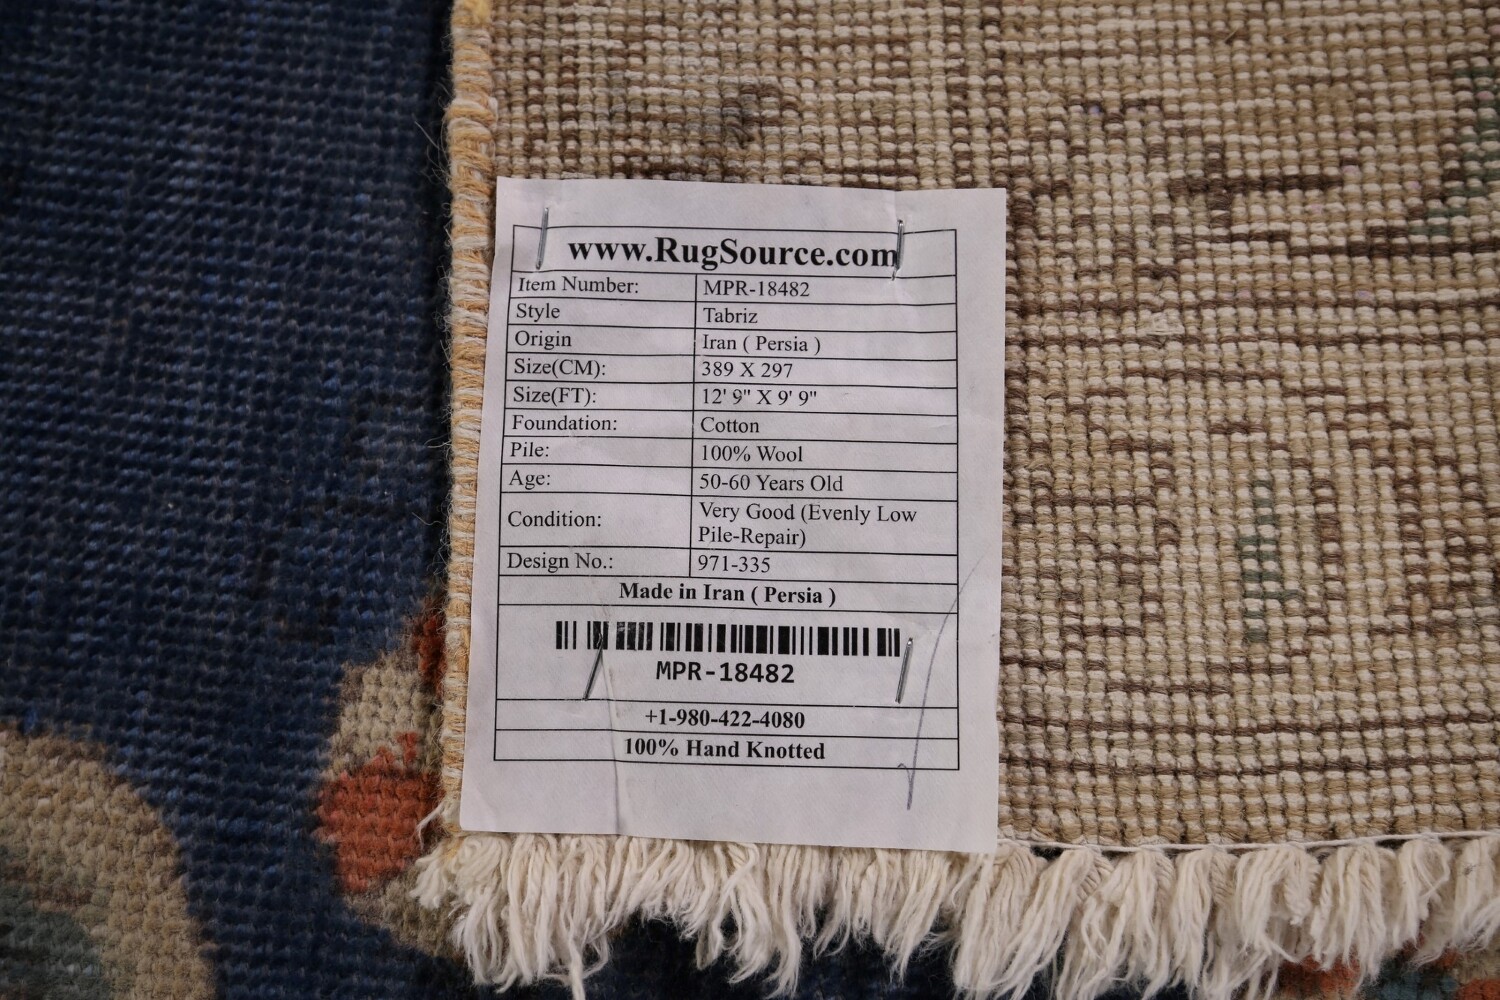 www.RugSource.com
Item Number: MPR-18482
Style Tabriz
Origin Iran ( Persia )
Size(CM): 389 X 297
Size(FT): 12' 9" X 9' 9"
Foundation: Cotton
Pile: 100% Wool
Age: 50-60 Years Old
Condition: Very Good (Evenly Low
Pile-Repair)
Design No.: 971-335
Made in Iran ( Persia )
MPR-18482
+1-980-422-4080
100% Hand Knotted